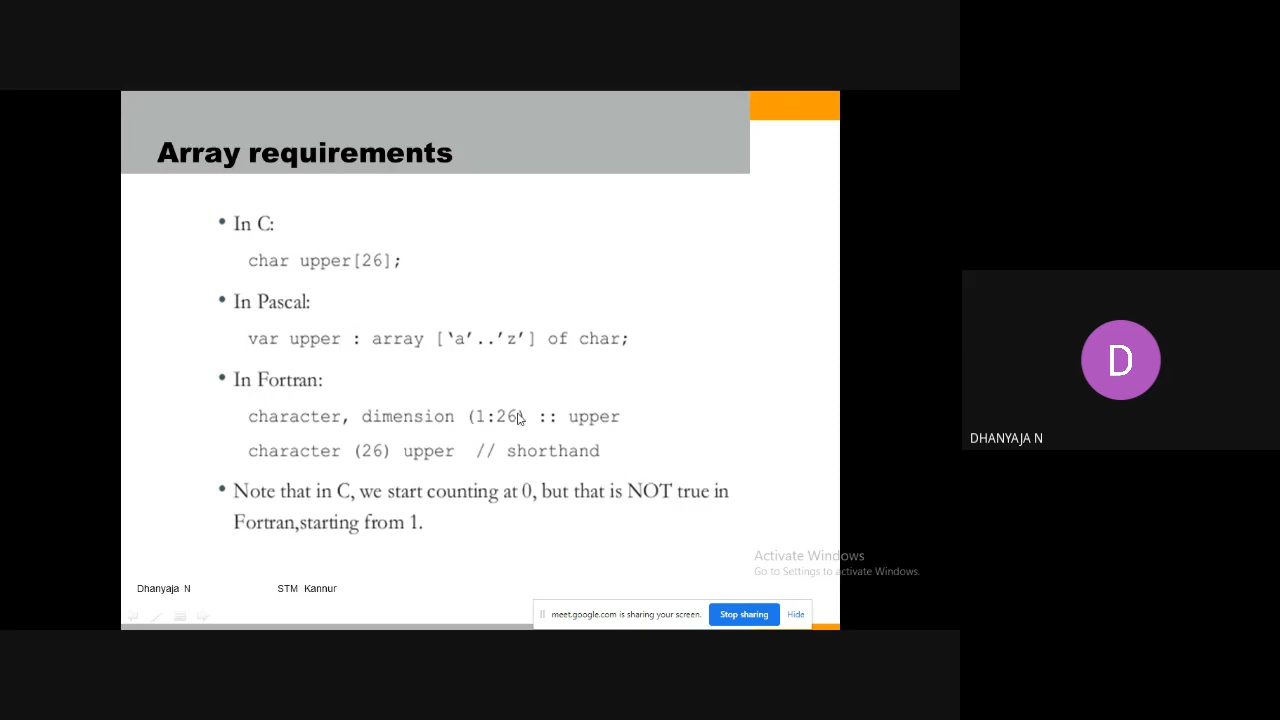 Array requirements
• In C:
char upper[26];
• In Pascal:
var upper : array [‘a’..’z’] of char;
• In Fortran:
character, dimension (1:26) :: upper
character (26) upper // shorthand
• Note that in C, we start counting at 0, but that is NOT true in
Fortran,starting from 1.
Dhanyaja N STM Kannur
Activate Windows
Go to Settings to activate Windows.
meet.google.com is sharing your screen. Stop sharing Hide
D
DHANYAJA N